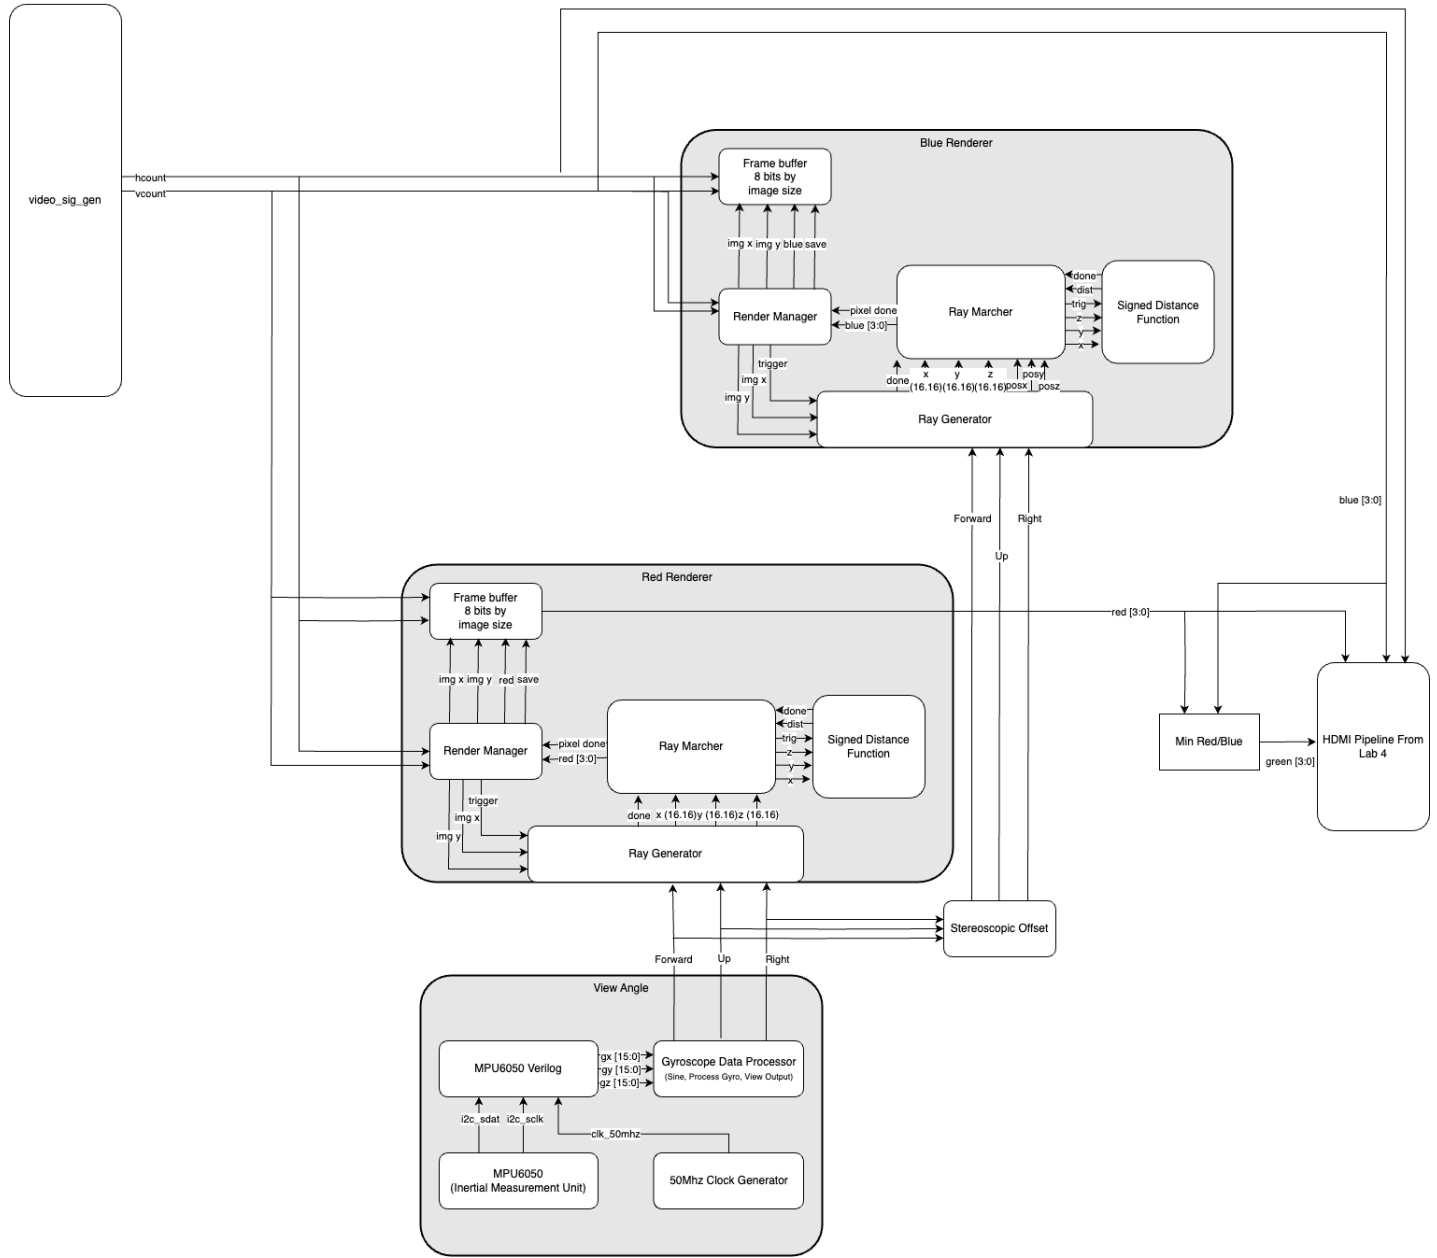 video_sig_gen
hcount
vcount
Blue Renderer
Frame buffer
8 bits by
image size
img x
img y
blue
save
Render Manager
pixel done
blue [3:0]
Ray Marcher
done
dist
trig
z
y
x
Signed Distance
Function
trigger
img x
img y
done
x
(16.16)
y
(16.16)
z
(16.16)
posx
posy
posz
Ray Generator
Forward
Up
Right
blue [3:0]
Red Renderer
Frame buffer
8 bits by
image size
red [3:0]
img x
img y
red
save
Render Manager
pixel done
red [3:0]
Ray Marcher
done
dist
trig
z
y
x
Signed Distance
Function
trigger
img x
img y
done
x (16.16)
y (16.16)
z (16.16)
Ray Generator
Min Red/Blue
green [3:0]
HDMI Pipeline From
Lab 4
Stereoscopic Offset
Forward
Up
Right
View Angle
MPU6050 Verilog
gx [15:0]
gy [15:0]
gz [15:0]
Gyroscope Data Processor
(Sine, Process Gyro, View Output)
i2c_sdat
i2c_sclk
clk_50mhz
MPU6050
(Inertial Measurement Unit)
50Mhz Clock Generator